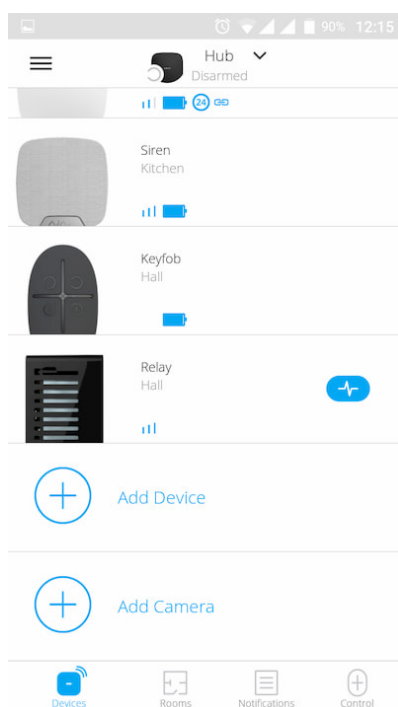 90% 12:15
Hub
Disarmed
24
Siren
Kitchen
Keyfob
Hall
Relay
Hall
Add Device
Add Camera
Devices Rooms Notifications Control